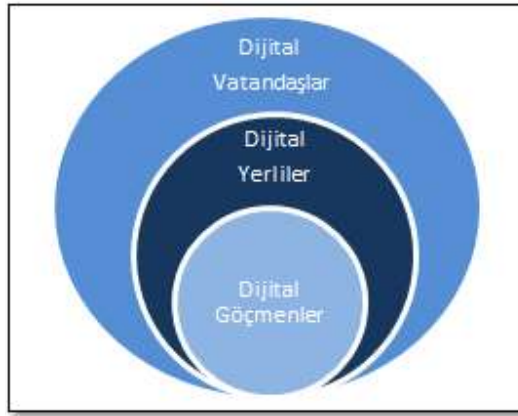 Dijital
Vatandaşlar
Dijital
Yerliler
Dijital
Göçmenler